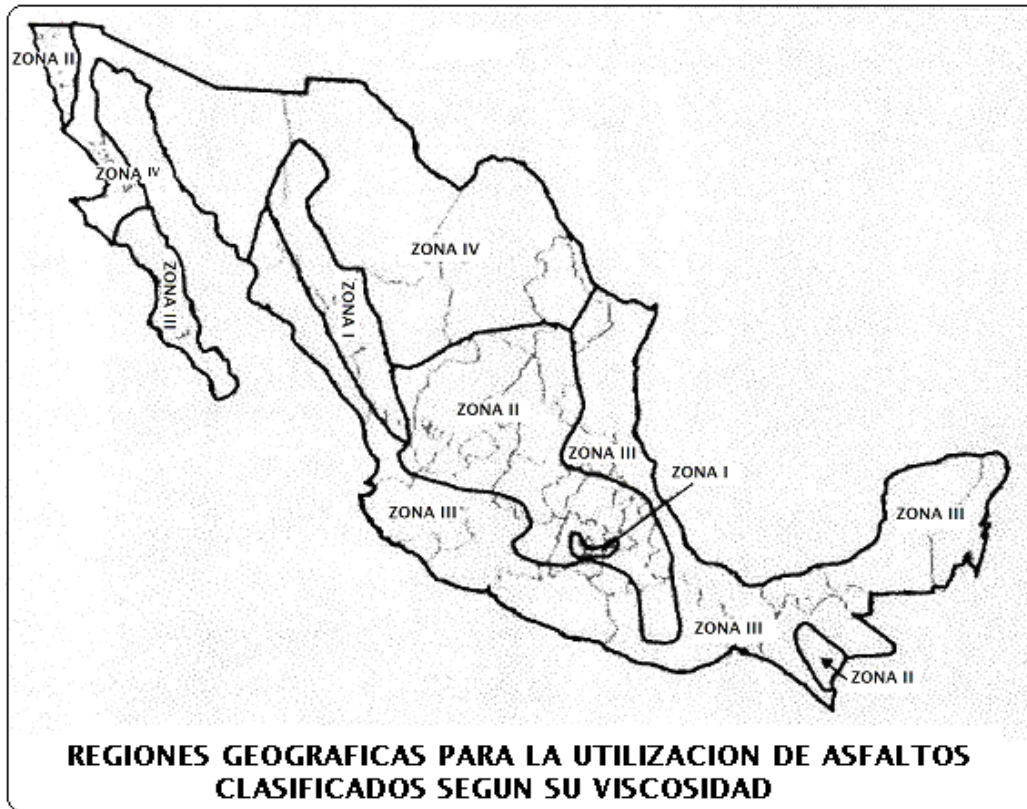 ZONA II
ZONA IV
ZONA III
ZONA I
ZONA IV
ZONA II
ZONA III
ZONA I
ZONA III
ZONA III
ZONA III
ZONA II
REGIONES GEOGRAFICAS PARA LA UTILIZACION DE ASFALTOS
CLASIFICADOS SEGUN SU VISCOSIDAD